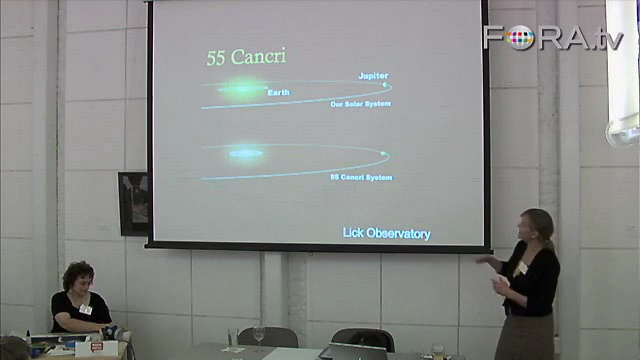 FORA.tv
55 Cancri
Jupiter
Earth
Our Solar System
55 Cancri System
Lick Observatory